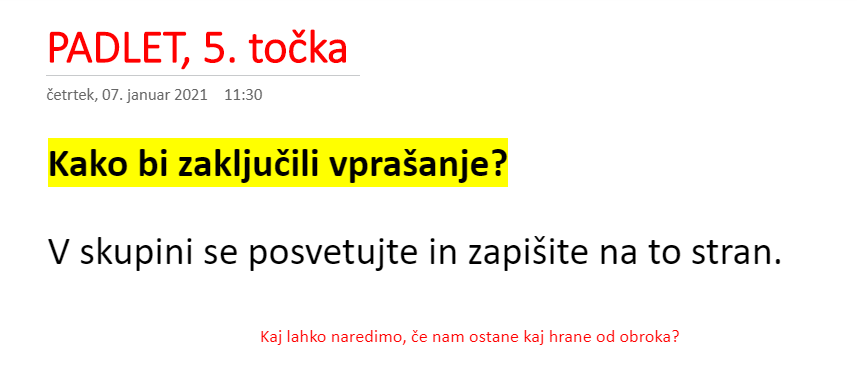 PADLET, 5. točka
četrtek, 07. januar 2021 11:30
Kako bi zaključili vprašanje?
V skupini se posvetujte in zapišite na to stran.
Kaj lahko naredimo, če nam ostane kaj hrane od obroka?